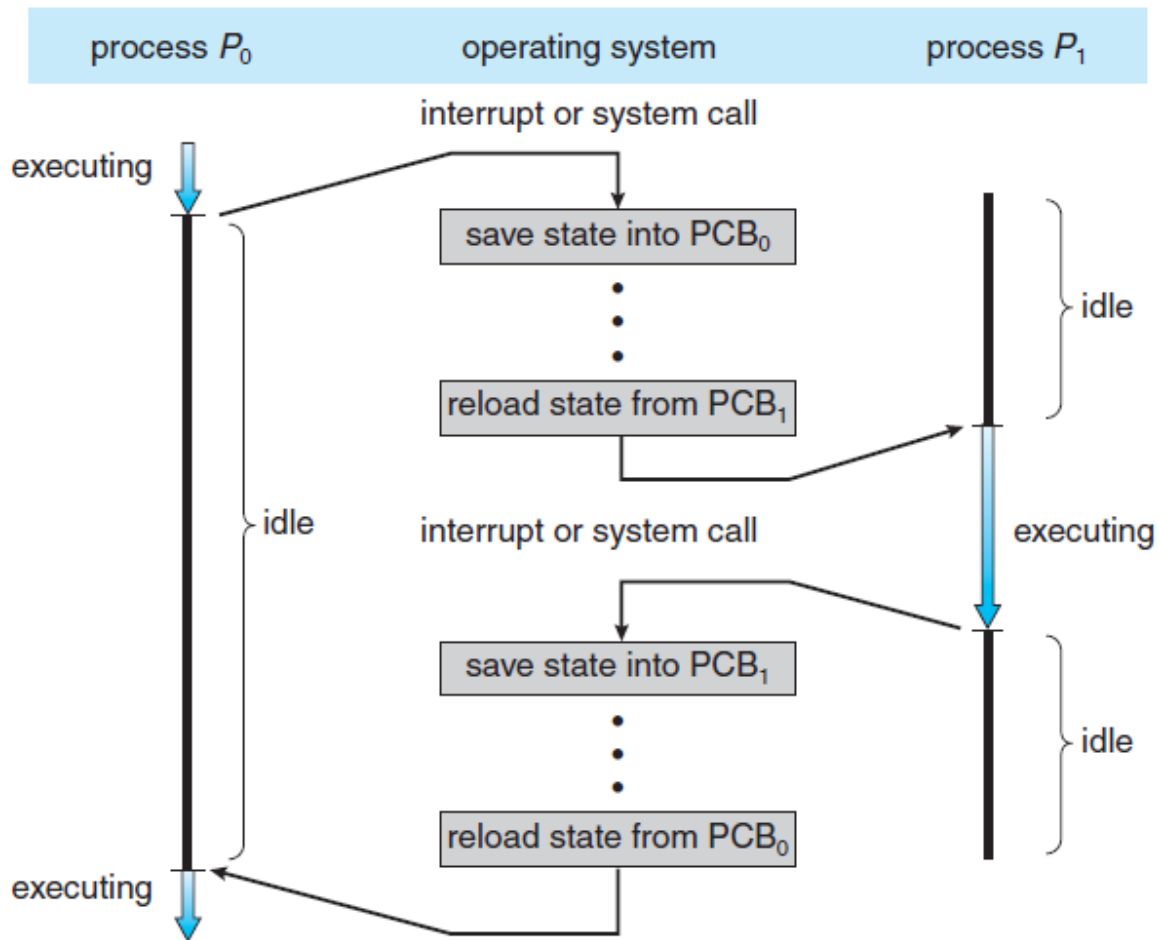 process P₀ operating system process P₁
interrupt or system call
executing
save state into PCB₀
idle
reload state from PCB₁
idle
interrupt or system call
executing
save state into PCB₁
idle
reload state from PCB₀
executing